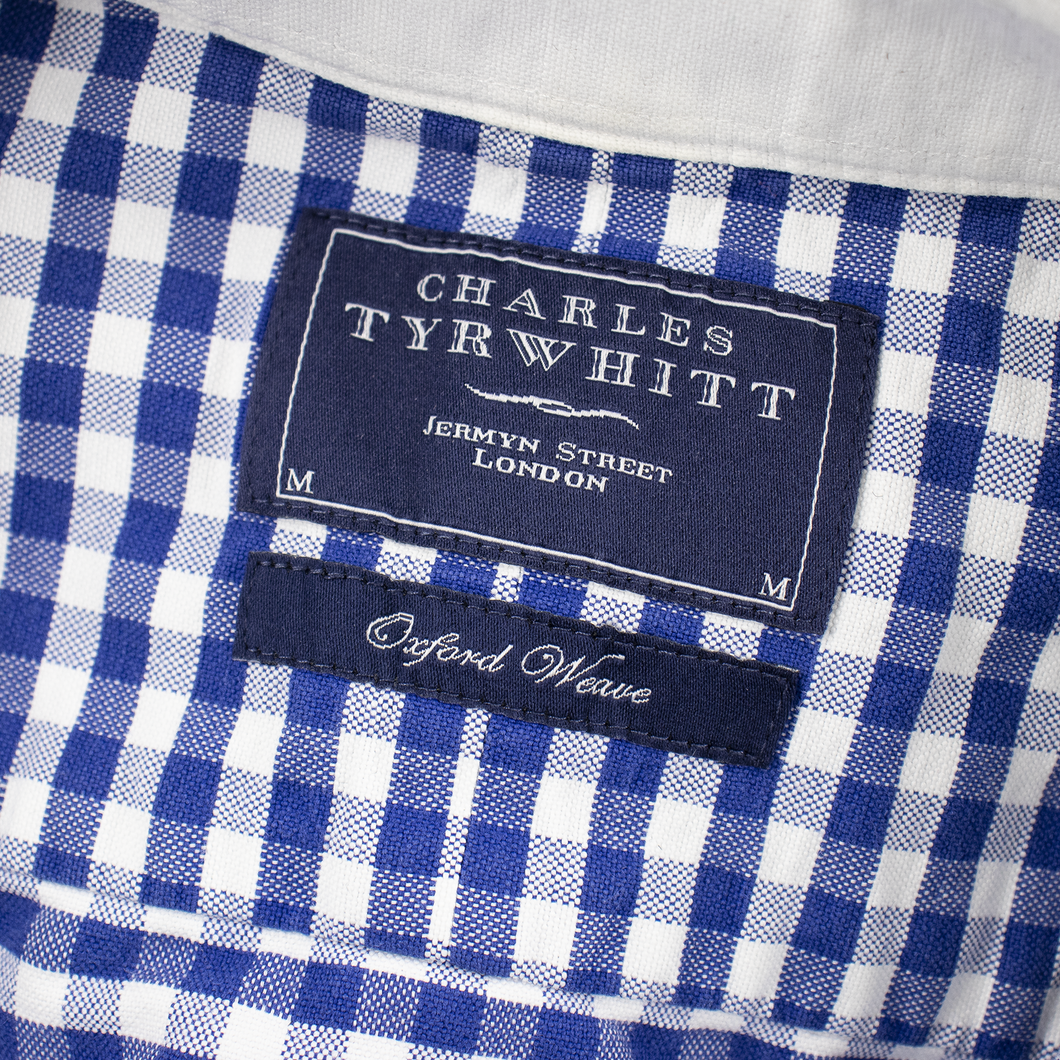 CHARLES
TYRWHITT
JERMYN STREET
LONDON
M
M
Oxford Weave